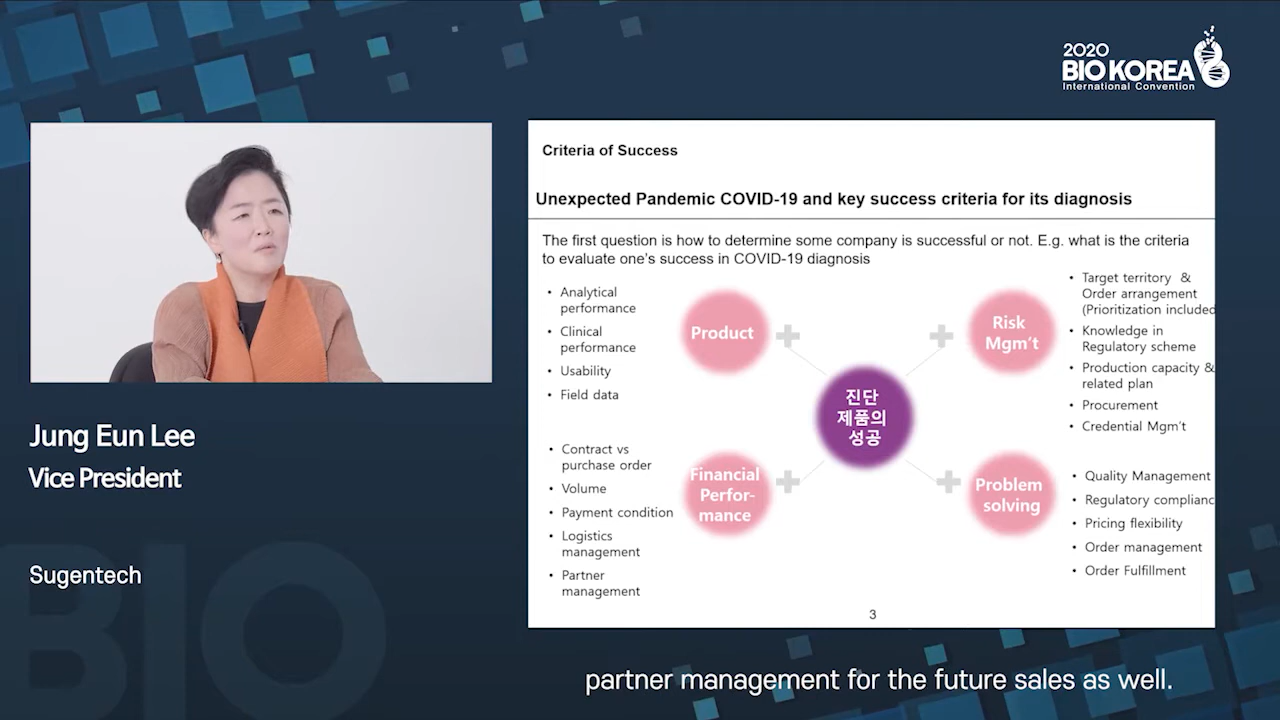 2020
BIO KOREA
International Convention
Criteria of Success
Unexpected Pandemic COVID-19 and key success criteria for its diagnosis
The first question is how to determine some company is successful or not. E.g. what is the criteria
to evaluate one's success in COVID-19 diagnosis
• Analytical
performance
• Clinical
performance
• Usability
• Field data
Product
Risk
Mgm't
• Target territory &
Order arrangement
(Prioritization included
• Knowledge in
Regulatory scheme
• Production capacity &
related plan
• Procurement
• Credential Mgm't
진단
제품의
성공
• Contract vs
purchase order
• Volume
• Payment condition
• Logistics
management
• Partner
management
Financial
Perfor-
mance
Problem
solving
• Quality Management
• Regulatory complianc
• Pricing flexibility
• Order management
• Order Fulfillment
3
Jung Eun Lee
Vice President
Sugentech
BIO
partner management for the future sales as well.